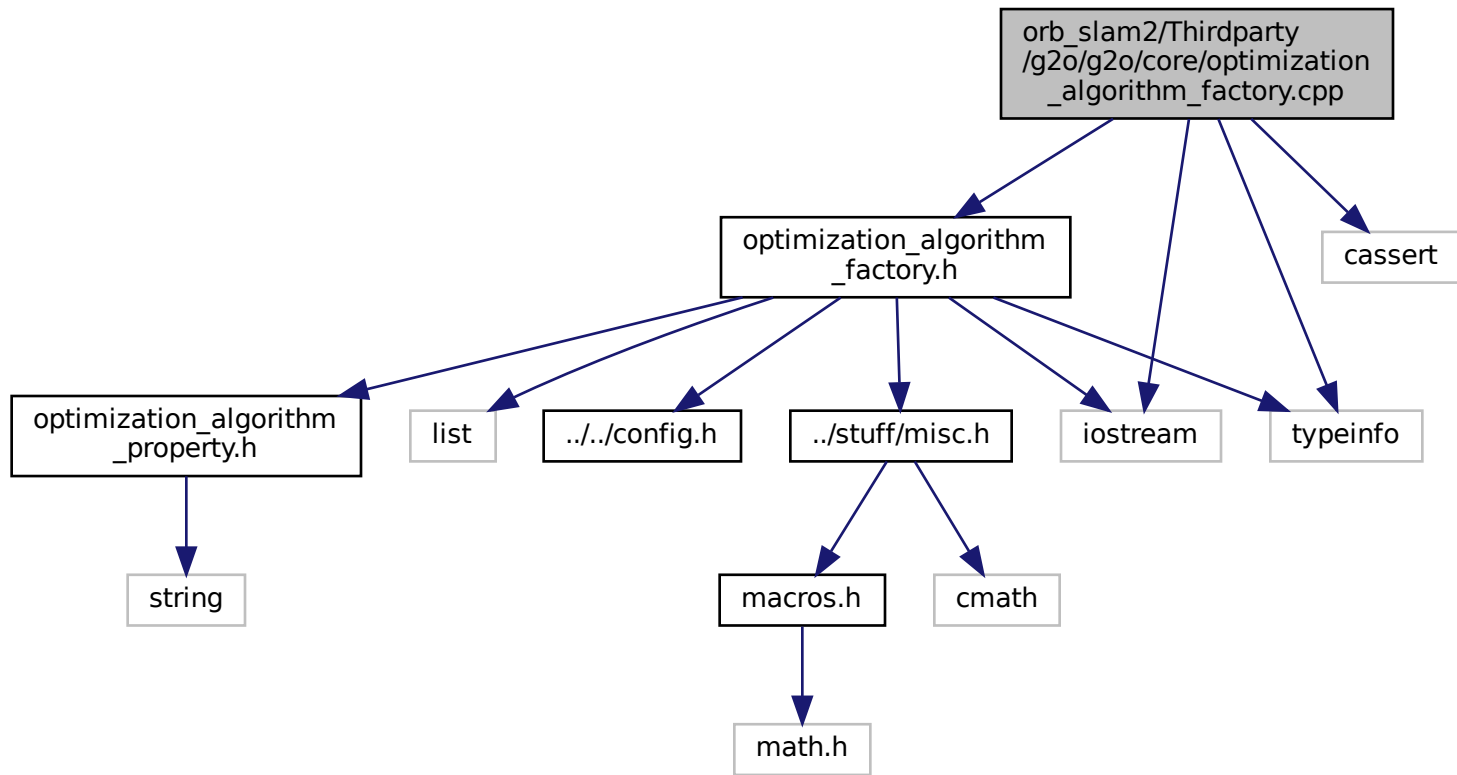 orb_slam2/Thirdparty
/g2o/g2o/core/optimization
_algorithm_factory.cpp
optimization_algorithm
_factory.h
cassert
optimization_algorithm
_property.h
list
../../config.h
../stuff/misc.h
iostream
typeinfo
string
macros.h
cmath
math.h